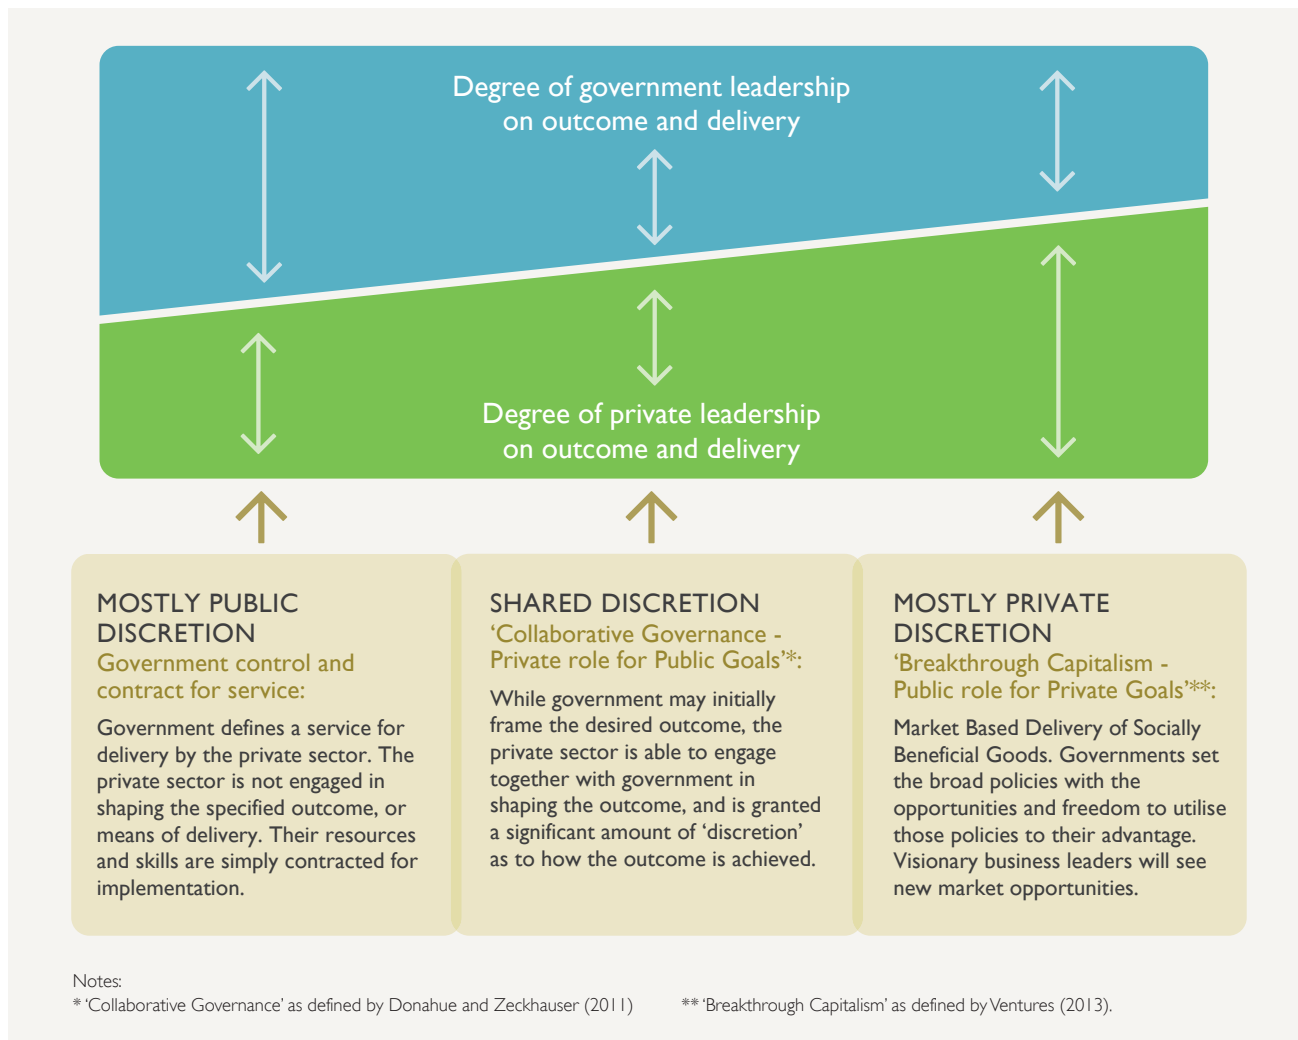 Degree of government leadership
on outcome and delivery
Degree of private leadership
on outcome and delivery
MOSTLY PUBLIC
DISCRETION
Government control and
contract for service:
Government defines a service for
delivery by the private sector. The
private sector is not engaged in
shaping the specified outcome, or
means of delivery. Their resources
and skills are simply contracted for
implementation.
SHARED DISCRETION
‘Collaborative Governance -
Private role for Public Goals’*:
While government may initially
frame the desired outcome, the
private sector is able to engage
together with government in
shaping the outcome, and is granted
a significant amount of ‘discretion’
as to how the outcome is achieved.
MOSTLY PRIVATE
DISCRETION
‘Breakthrough Capitalism -
Public role for Private Goals’**:
Market Based Delivery of Socially
Beneficial Goods. Governments set
the broad policies with the
opportunities and freedom to utilise
those policies to their advantage.
Visionary business leaders will see
new market opportunities.
Notes:
* ‘Collaborative Governance’ as defined by Donahue and Zeckhauser (2011)
** ‘Breakthrough Capitalism’ as defined by Ventures (2013).